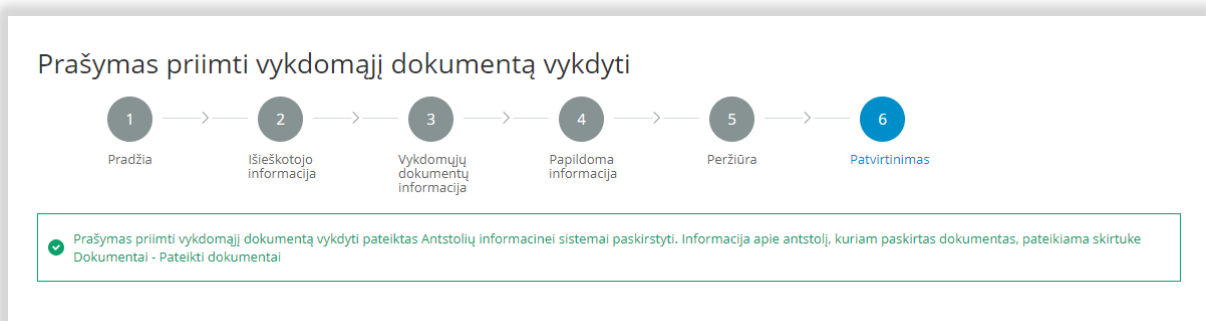 Prašymas priimti vykdomąjį dokumentą vykdyti
1 2 3 4 5 6
Pradžia
Išieškotojo
informacija
Vykdomųjų
dokumentų
informacija
Papildoma
informacija
Peržiūra
Patvirtinimas
Prašymas priimti vykdomąjį dokumentą vykdyti pateiktas Antstolių informacinei sistemai paskirstyti. Informacija apie antstolį, kuriam paskirtas dokumentas, pateikiama skirtuke
Dokumentai - Pateikti dokumentai